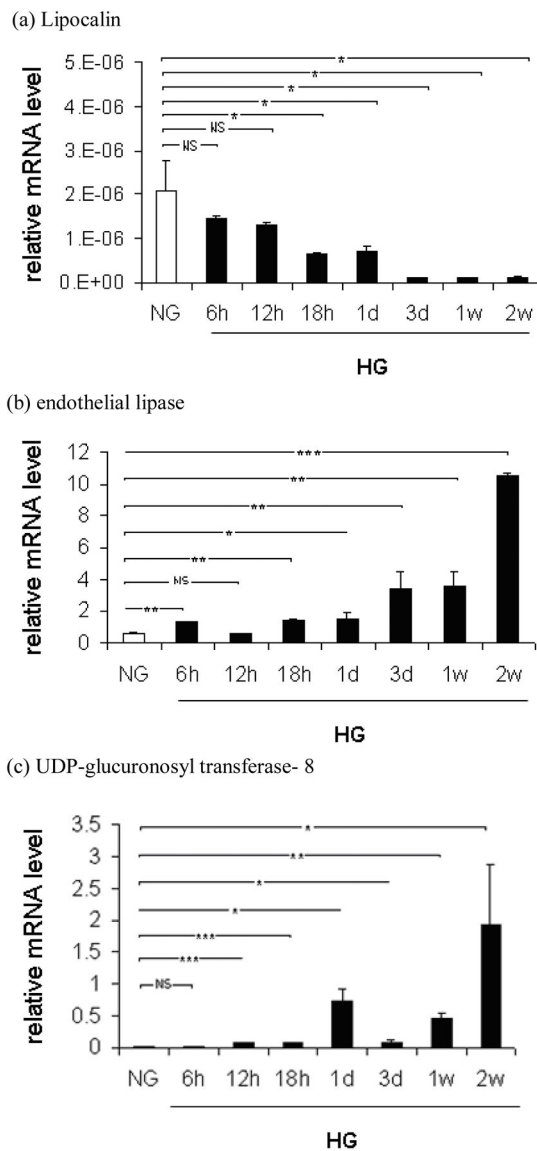 (a) Lipocalin
relative mRNA level
5.E-06
4.E-06
3.E-06
2.E-06
1.E-06
0.E+00
*
*
*
*
*
NS
NS
NG 6h 12h 18h 1d 3d 1w 2w
HG
(b) endothelial lipase
relative mRNA level
12
10
8
6
4
2
0
***
**
**
*
**
NS
**
NG 6h 12h 18h 1d 3d 1w 2w
HG
(c) UDP-glucuronosyl transferase- 8
relative mRNA level
3.5
3
2.5
2
1.5
1
0.5
0
*
**
*
*
***
***
NS
NG 6h 12h 18h 1d 3d 1w 2w
HG